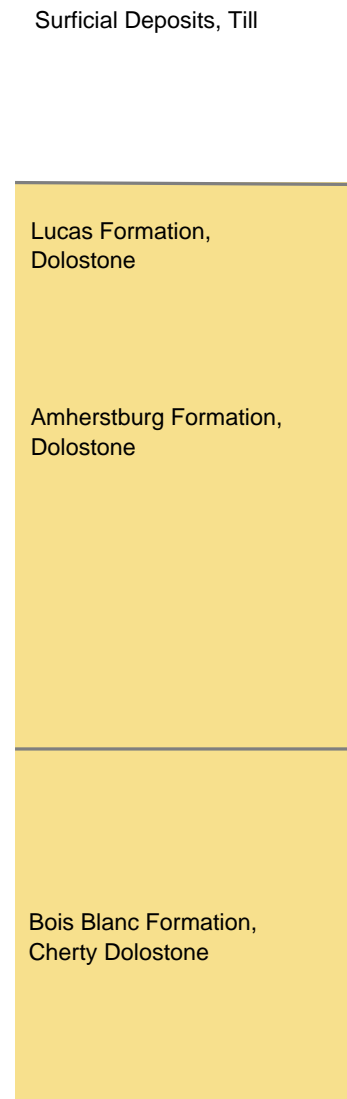 Surficial Deposits, Till
Lucas Formation,
Dolostone
Amherstburg Formation,
Dolostone
Bois Blanc Formation,
Cherty Dolostone